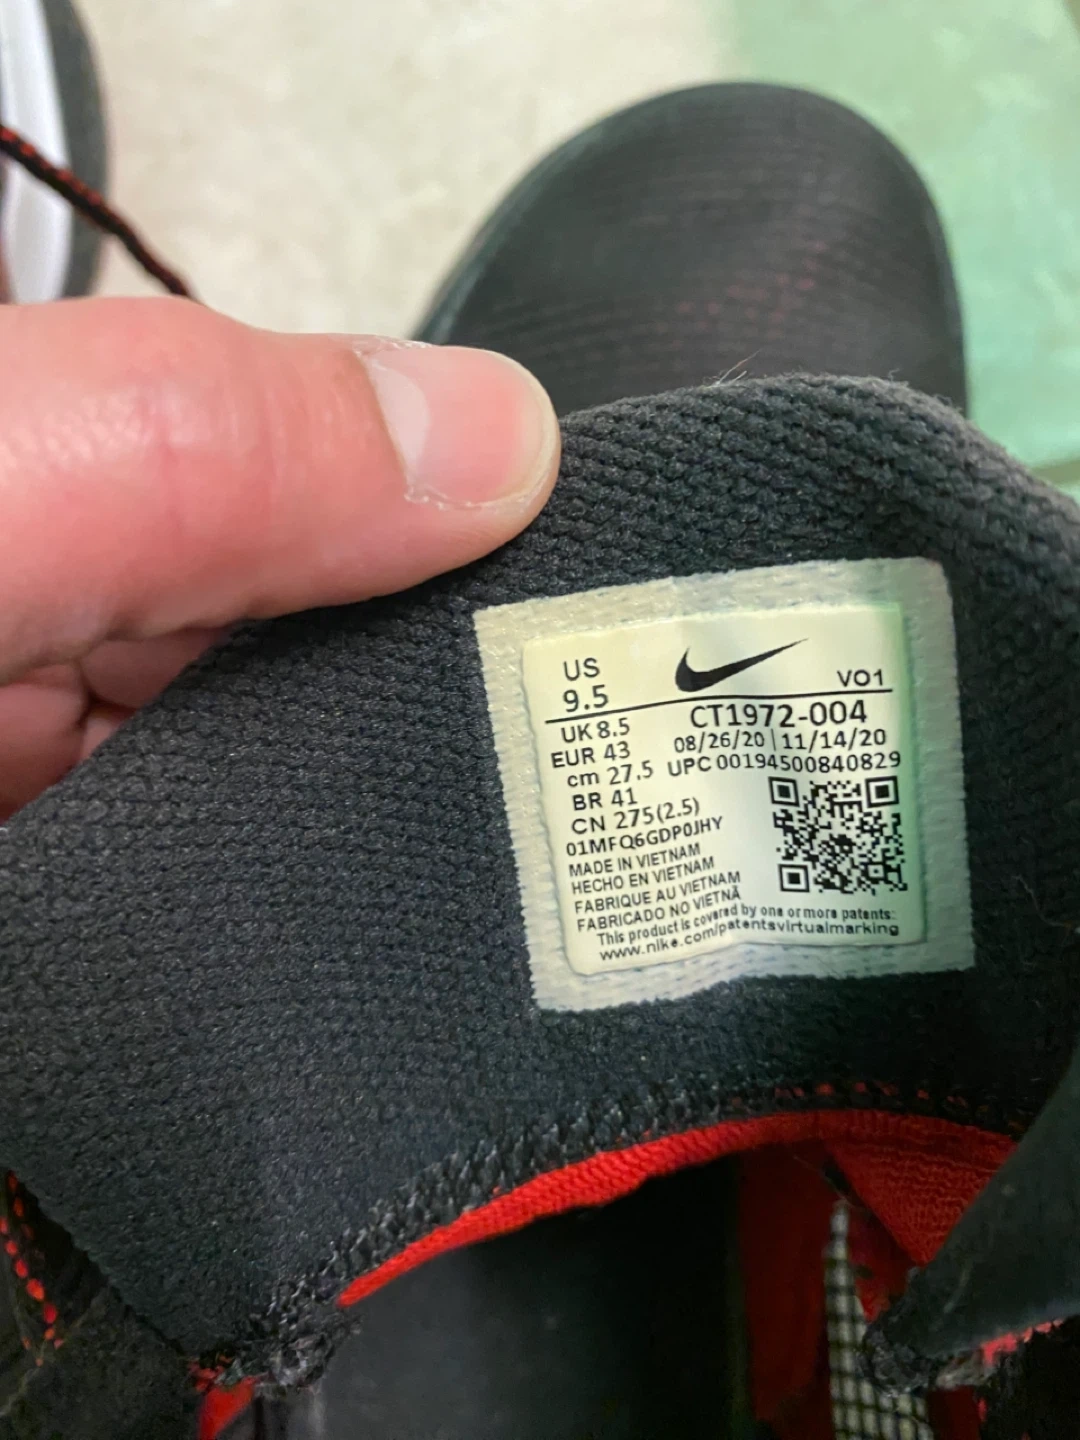 US
9.5
VO1
UK 8.5
EUR 43
cm 27.5
BR 41
CN 275(2.5)
01MFQ6GDP0JHY
CT1972-004
08/26/20 | 11/14/20
UPC 00194500840829
MADE IN VIETNAM
HECHO EN VIETNAM
FABRIQUE AU VIETNAM
FABRICADO NO VIETNÃ
This product is covered by one or more patents:
www.nike.com/patentsvirtualmarking